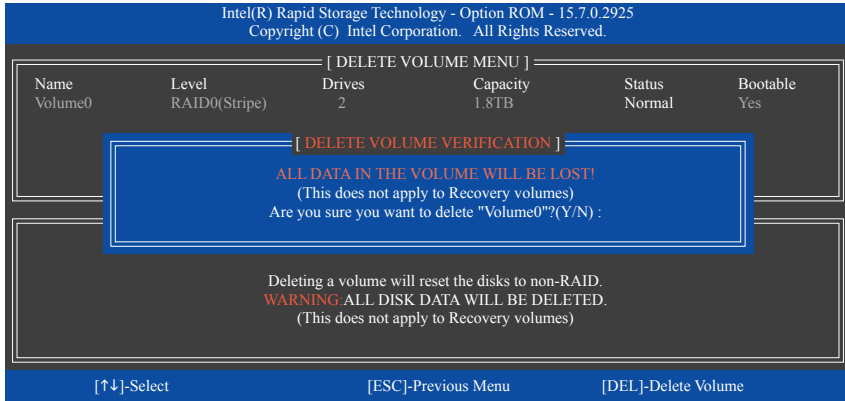 Intel(R) Rapid Storage Technology - Option ROM - 15.7.0.2925
Copyright (C) Intel Corporation. All Rights Reserved.
[ DELETE VOLUME MENU ]
Name Level Drives Capacity Status Bootable
Volume0 RAID0(Stripe) 2 1.8TB Normal Yes
[ DELETE VOLUME VERIFICATION ]
ALL DATA IN THE VOLUME WILL BE LOST!
(This does not apply to Recovery volumes)
Are you sure you want to delete "Volume0"?(Y/N) :
Deleting a volume will reset the disks to non-RAID.
WARNING:ALL DISK DATA WILL BE DELETED.
(This does not apply to Recovery volumes)
[↑↓]-Select [ESC]-Previous Menu [DEL]-Delete Volume